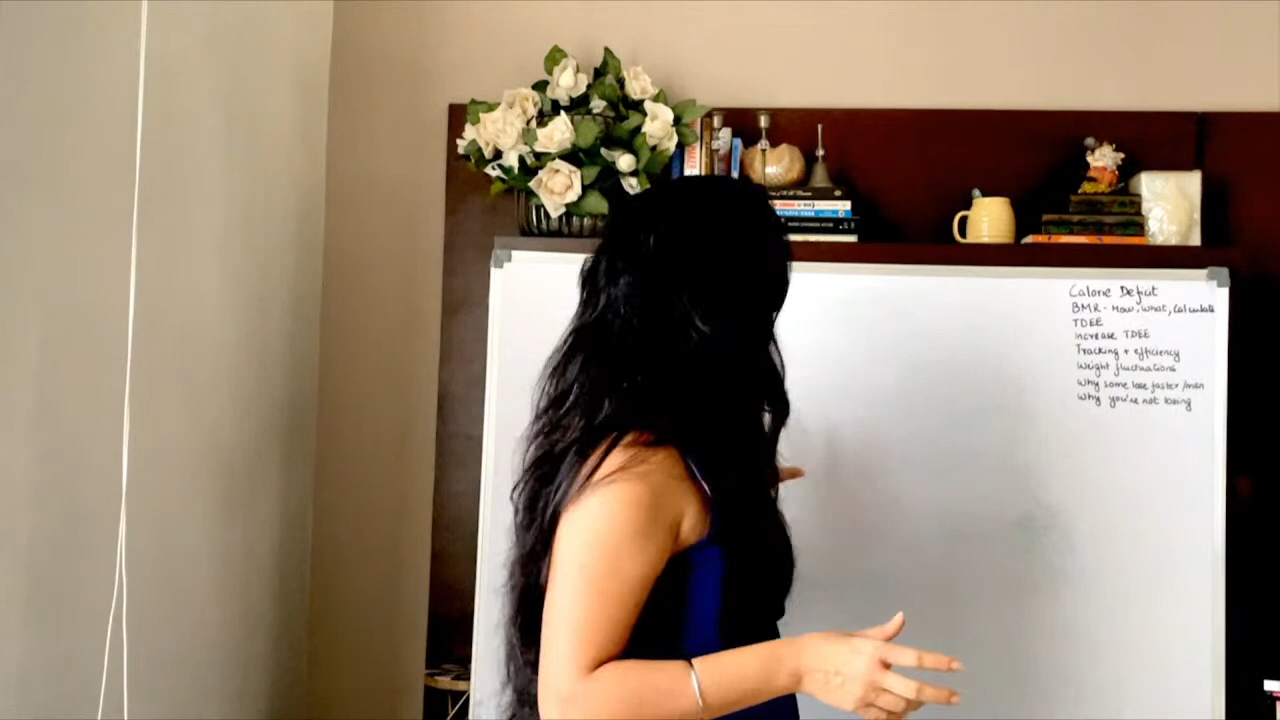 Calorie Deficit
BMR - How, What, Calculate
TDEE
Increase TDEE
Tracking + efficiency
Weight fluctuations
Why some lose faster /men
Why you're not losing